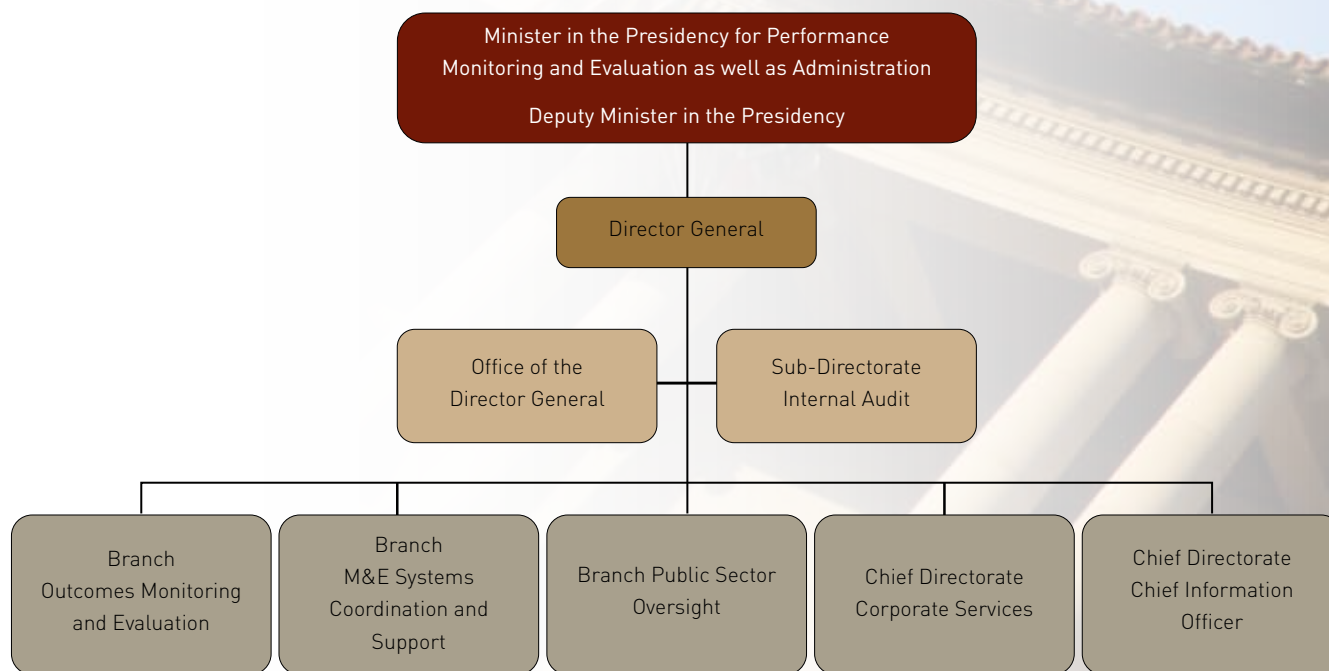 Minister in the Presidency for Performance
Monitoring and Evaluation as well as Administration
Deputy Minister in the Presidency
Director General
Office of the
Director General
Sub-Directorate
Internal Audit
Branch
Outcomes Monitoring
and Evaluation
Branch
M&E Systems
Coordination and
Support
Branch Public Sector
Oversight
Chief Directorate
Corporate Services
Chief Directorate
Chief Information
Officer